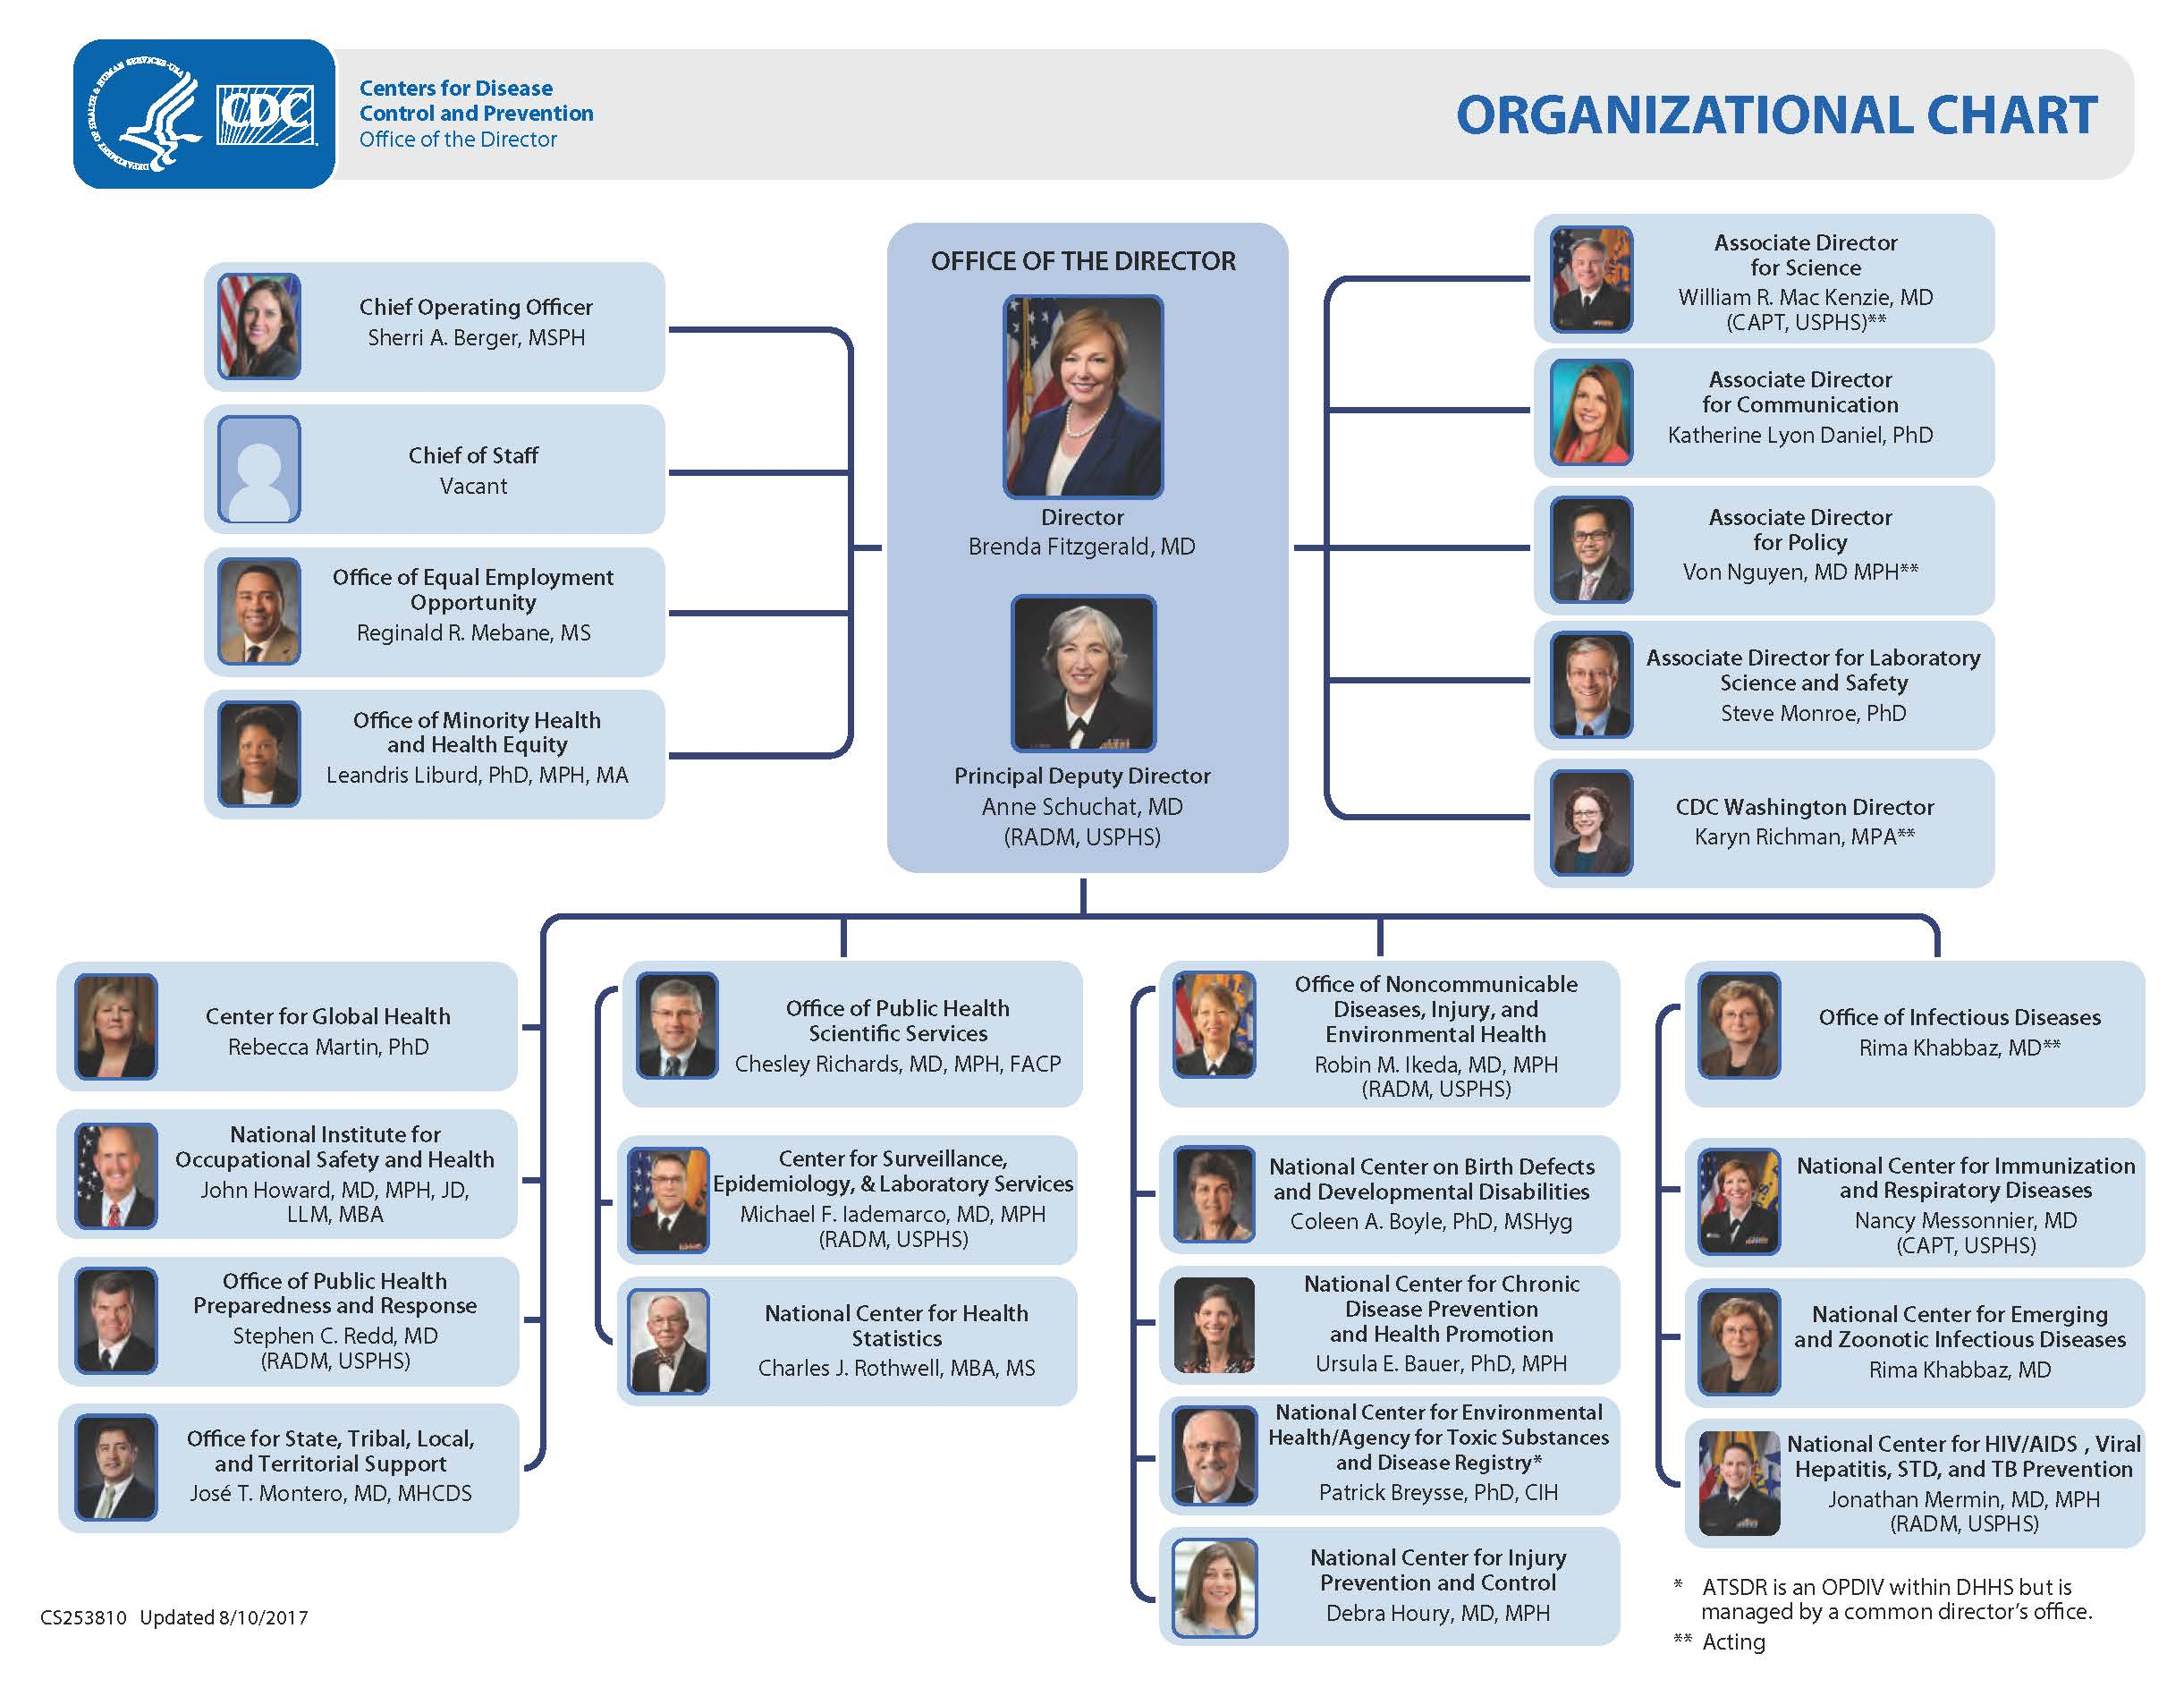 DEPARTMENT OF HEALTH & HUMAN SERVICES · USA
CDC
Centers for Disease
Control and Prevention
Office of the Director
ORGANIZATIONAL CHART
Chief Operating Officer
Sherri A. Berger, MSPH
Chief of Staff
Vacant
Office of Equal Employment
Opportunity
Reginald R. Mebane, MS
Office of Minority Health
and Health Equity
Leandris Liburd, PhD, MPH, MA
OFFICE OF THE DIRECTOR
Director
Brenda Fitzgerald, MD
Principal Deputy Director
Anne Schuchat, MD
(RADM, USPHS)
Associate Director
for Science
William R. Mac Kenzie, MD
(CAPT, USPHS)**
Associate Director
for Communication
Katherine Lyon Daniel, PhD
Associate Director
for Policy
Von Nguyen, MD MPH**
Associate Director for Laboratory
Science and Safety
Steve Monroe, PhD
CDC Washington Director
Karyn Richman, MPA**
Center for Global Health
Rebecca Martin, PhD
National Institute for
Occupational Safety and Health
John Howard, MD, MPH, JD,
LLM, MBA
Office of Public Health
Preparedness and Response
Stephen C. Redd, MD
(RADM, USPHS)
Office for State, Tribal, Local,
and Territorial Support
José T. Montero, MD, MHCDS
Office of Public Health
Scientific Services
Chesley Richards, MD, MPH, FACP
Center for Surveillance,
Epidemiology, & Laboratory Services
Michael F. Iademarco, MD, MPH
(RADM, USPHS)
National Center for Health
Statistics
Charles J. Rothwell, MBA, MS
Office of Noncommunicable
Diseases, Injury, and
Environmental Health
Robin M. Ikeda, MD, MPH
(RADM, USPHS)
National Center on Birth Defects
and Developmental Disabilities
Coleen A. Boyle, PhD, MSHyg
National Center for Chronic
Disease Prevention
and Health Promotion
Ursula E. Bauer, PhD, MPH
National Center for Environmental
Health/Agency for Toxic Substances
and Disease Registry*
Patrick Breysse, PhD, CIH
National Center for Injury
Prevention and Control
Debra Houry, MD, MPH
Office of Infectious Diseases
Rima Khabbaz, MD**
National Center for Immunization
and Respiratory Diseases
Nancy Messonnier, MD
(CAPT, USPHS)
National Center for Emerging
and Zoonotic Infectious Diseases
Rima Khabbaz, MD
National Center for HIV/AIDS , Viral
Hepatitis, STD, and TB Prevention
Jonathan Mermin, MD, MPH
(RADM, USPHS)
* ATSDR is an OPDIV within DHHS but is
managed by a common director's office.
** Acting
CS253810 Updated 8/10/2017